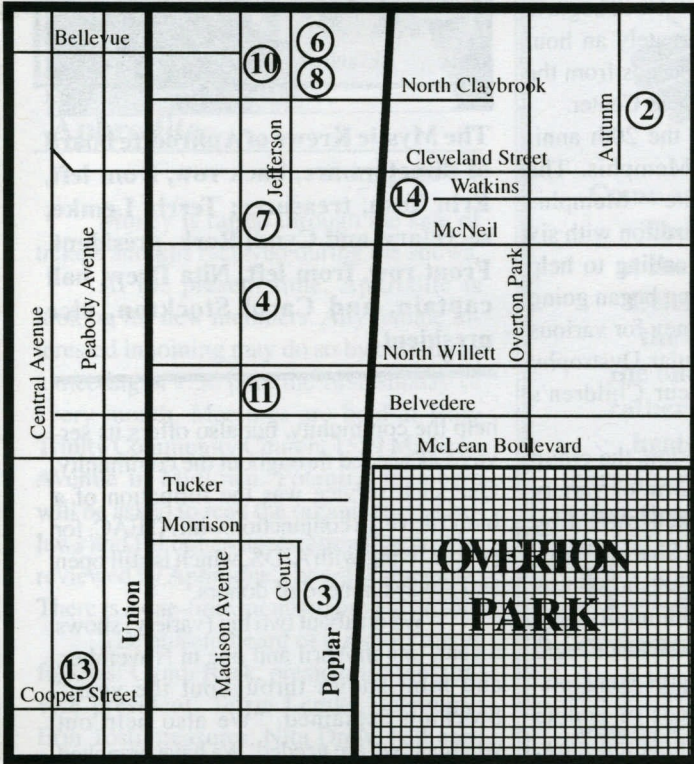 Bellevue
6
10
8
North Claybrook
2
Autumn
Jefferson
Cleveland Street
Watkins
14
7
McNeil
Peabody Avenue
Overton Park
4
Central Avenue
North Willett
11
Belvedere
McLean Boulevard
Tucker
Morrison
OVERTON
PARK
Court
3
Union
Madison Avenue
Poplar
13
Cooper Street